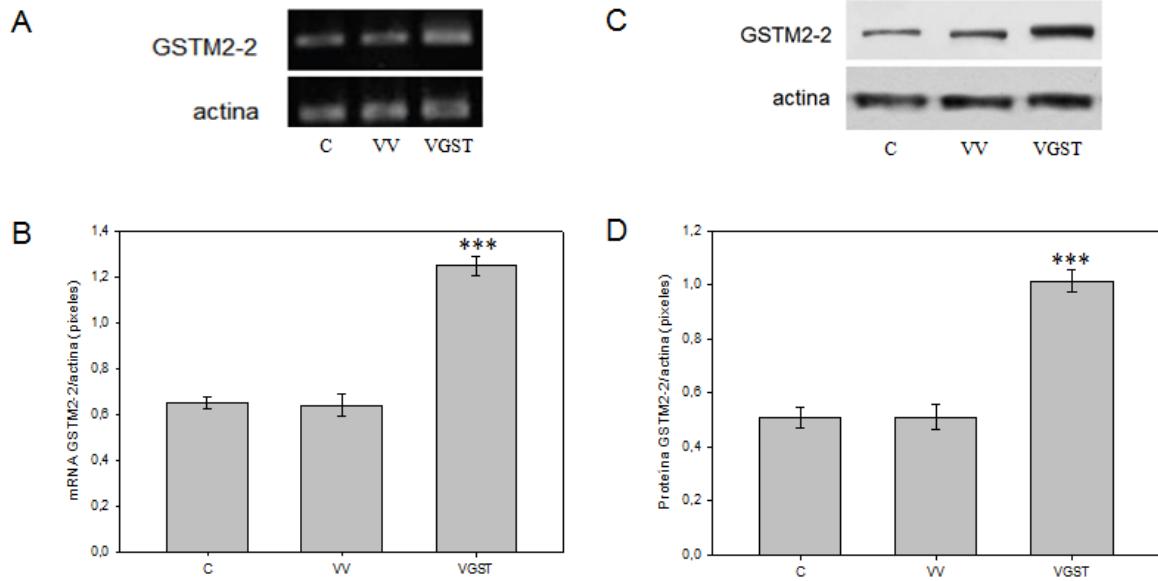 A
GSTM2-2
actina
C VV VGST
B
mRNA GSTM2-2/actina (pixeles)
1,4
1,2
1,0
0,8
0,6
0,4
0,2
0,0
***
C VV VGST
C
GSTM2-2
actina
C VV VGST
D
Proteína GSTM2-2/actina (pixeles)
1,2
1,0
0,8
0,6
0,4
0,2
0,0
***
C VV VGST